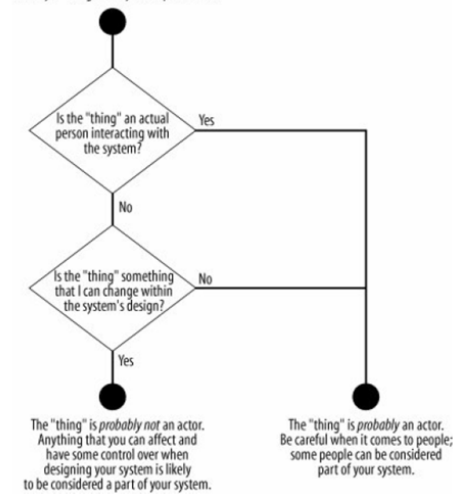 Is the "thing" an actual
person interacting with
the system?
Yes
No
Is the "thing" something
that I can change within
the system's design?
No
Yes
The "thing" is probably not an actor.
Anything that you can affect and
have some control over when
designing your system is likely
to be considered a part of your system.
The "thing" is probably an actor.
Be careful when it comes to people;
some people can be considered
part of your system.